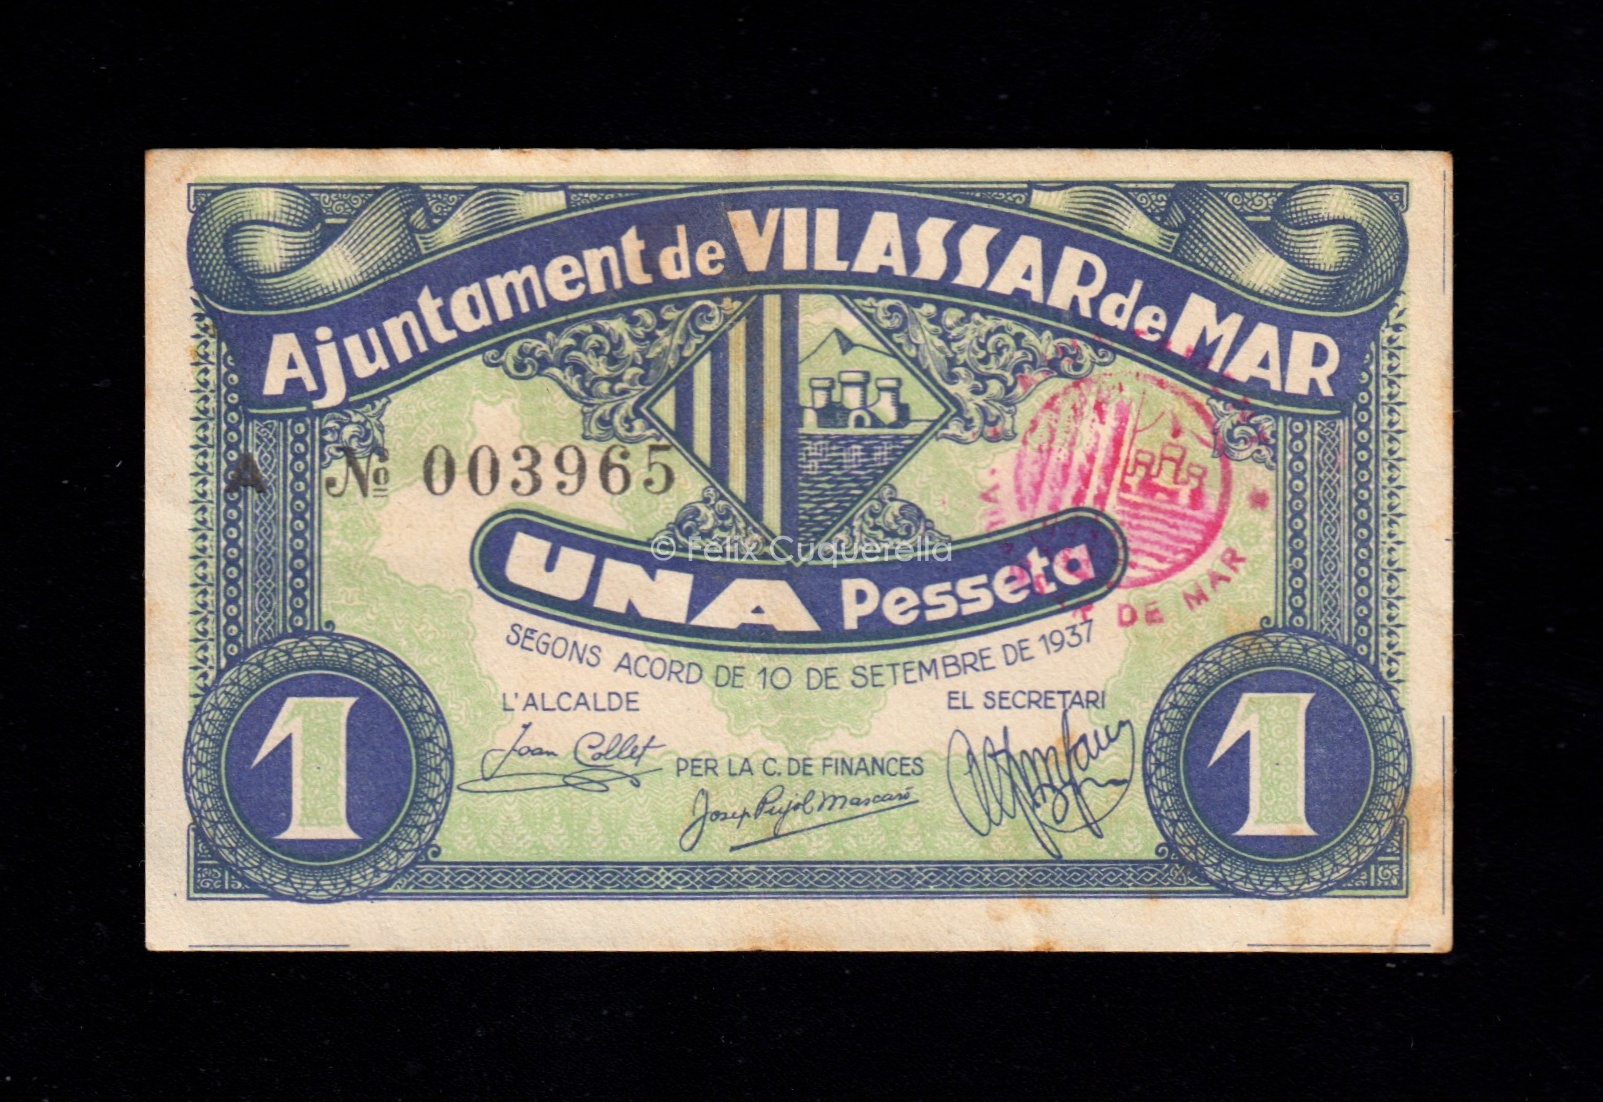 Ajuntament de VILASSAR de MAR
A Nº 003965
UNA Pesseta
SEGONS ACORD DE 10 DE SETEMBRE DE 1937
L'ALCALDE
EL SECRETARI
Joan Collet
PER LA C. DE FINANCES
Josep Pujol Mascaró
1
1
DE MAR
© Felix Cuquerella